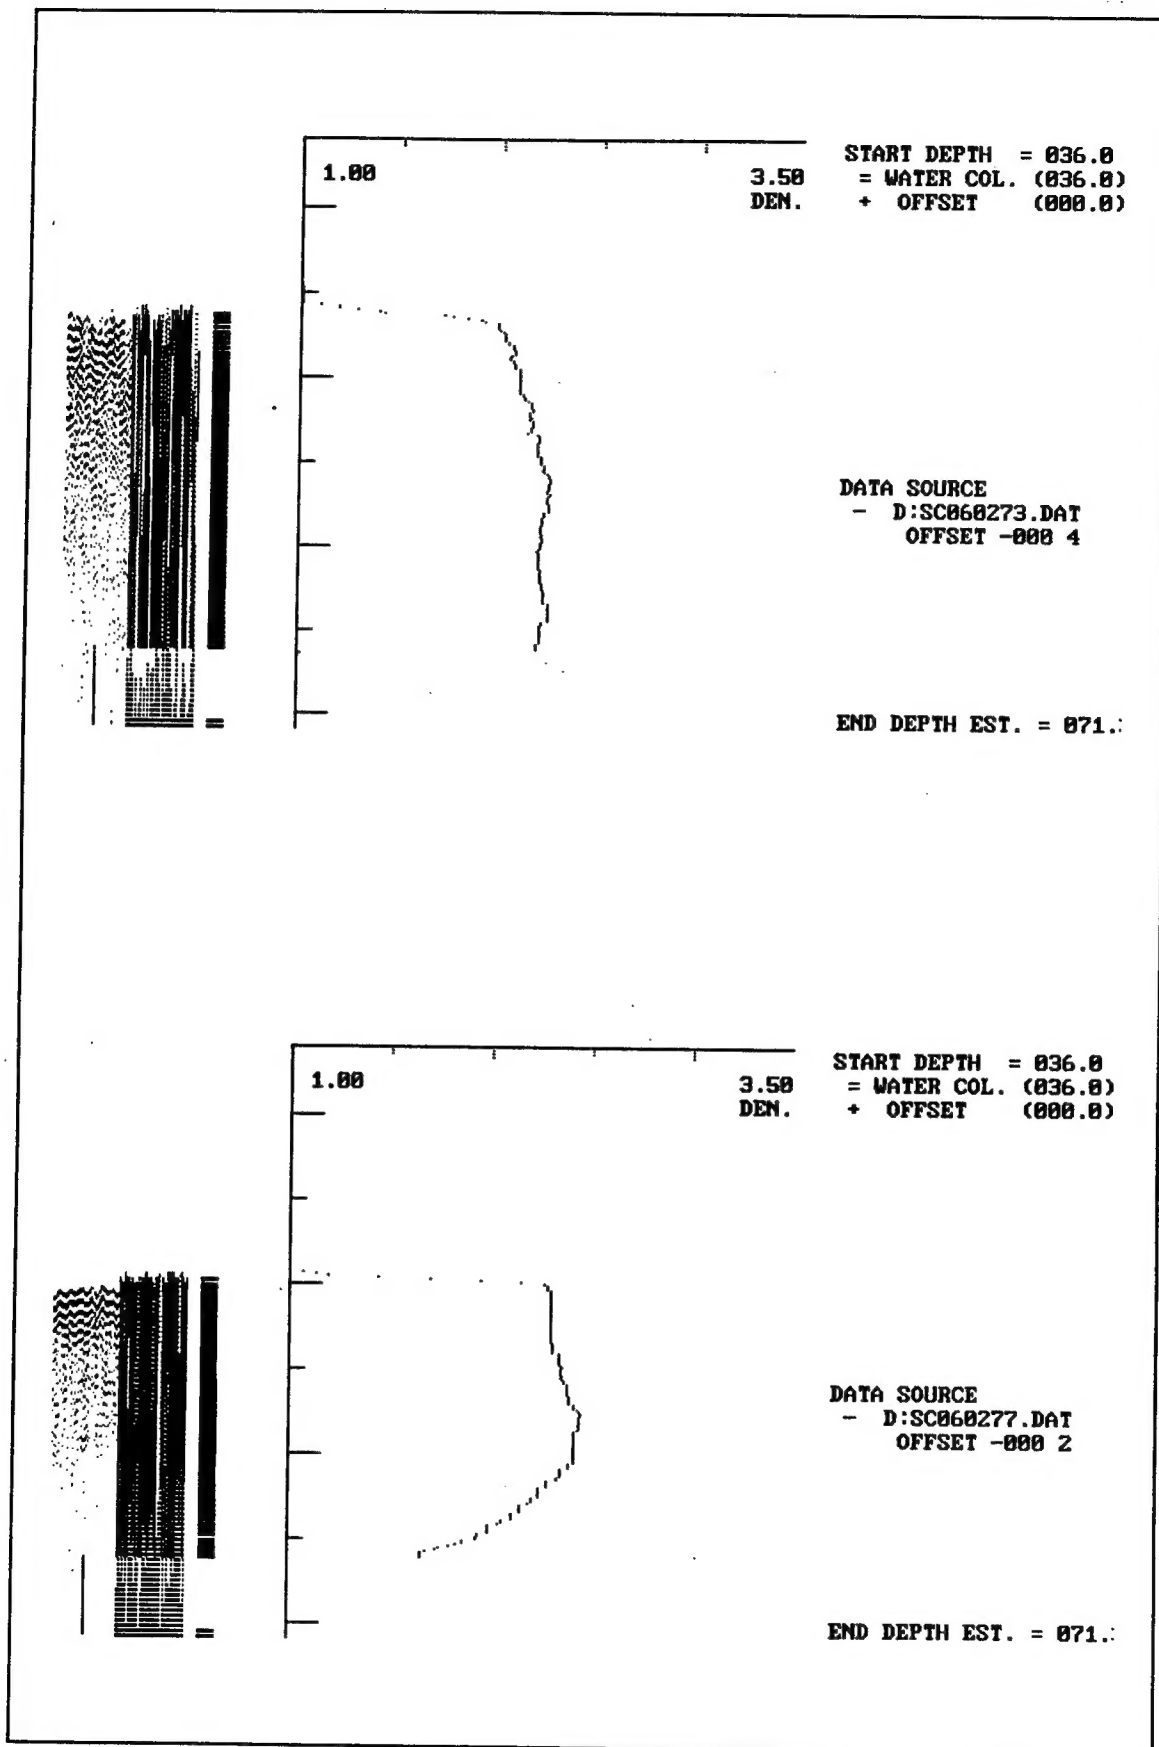 1.00
3.50
DEN.
START DEPTH = 036.0
= WATER COL. (036.0)
+ OFFSET (000.0)
DATA SOURCE
- D:SC060273.DAT
OFFSET -000 4
END DEPTH EST. = 071.
1.00
3.50
DEN.
START DEPTH = 036.0
= WATER COL. (036.0)
+ OFFSET (000.0)
DATA SOURCE
- D:SC060277.DAT
OFFSET -000 2
END DEPTH EST. = 071.